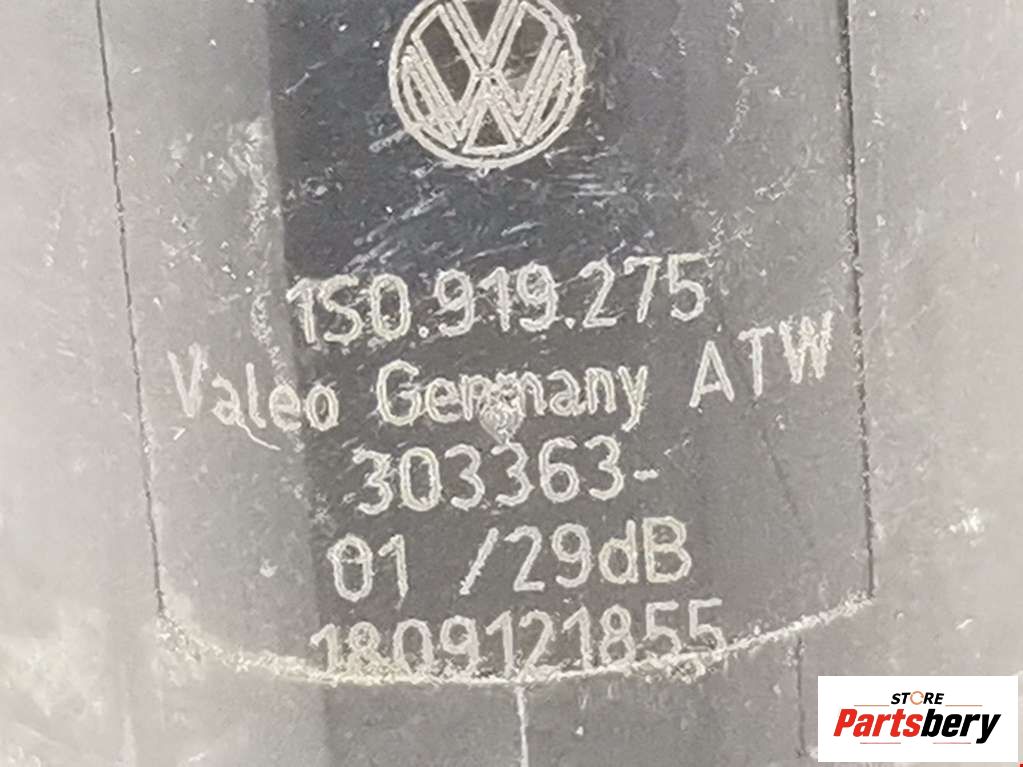 1S0.919.275
Valeo Germany ATW
303363-
01 /29dB
1809121855
STORE
Partsbery